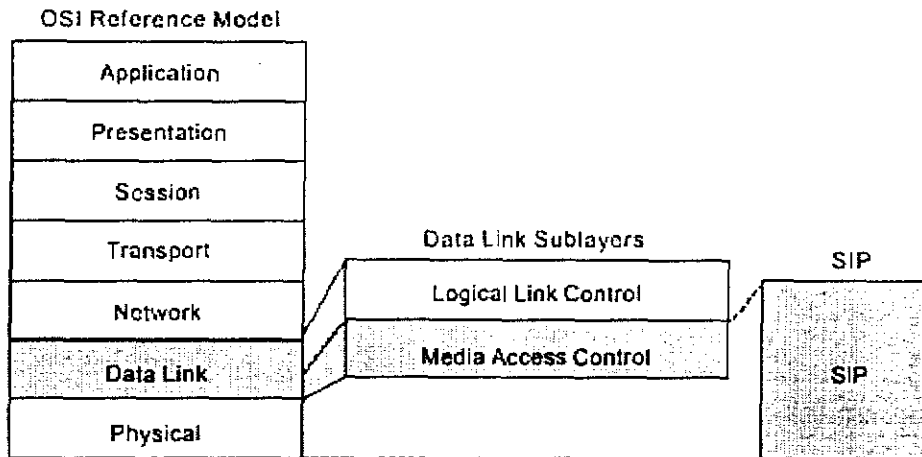 OSI Reference Model
Application
Presentation
Session
Transport
Network
Data Link
Physical
Data Link Sublayers
Logical Link Control
Media Access Control
SIP
SIP